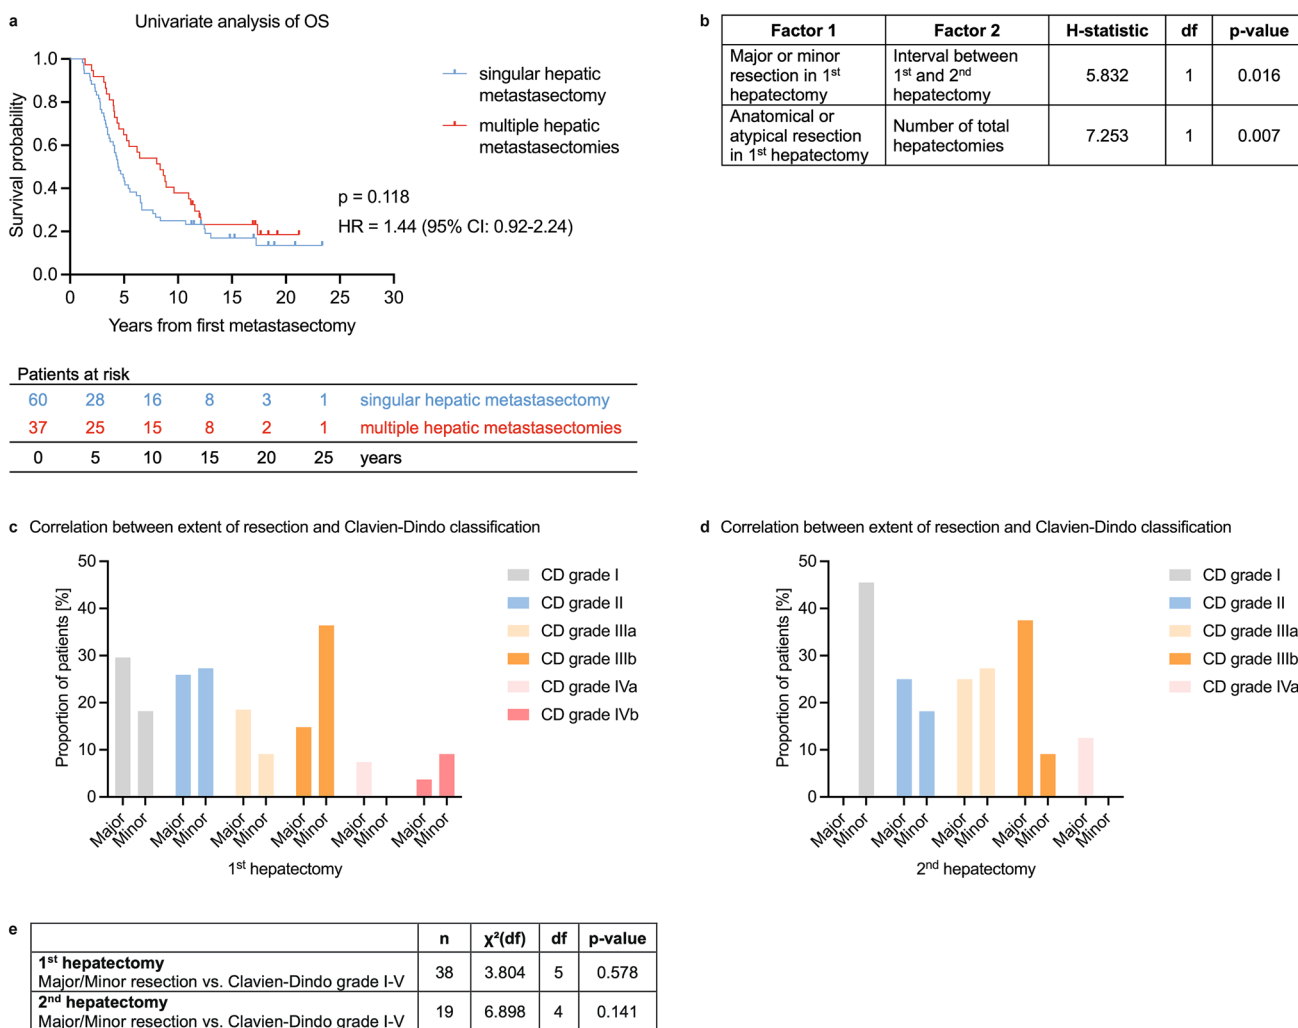 a Univariate analysis of OS
1.0
0.8
0.6
0.4
0.2
0.0
Survival probability
0 5 10 15 20 25 30
Years from first metastasectomy
singular hepatic
metastasectomy
multiple hepatic
metastasectomies
p = 0.118
HR = 1.44 (95% CI: 0.92-2.24)
Patients at risk
60 28 16 8 3 1 singular hepatic metastasectomy
37 25 15 8 2 1 multiple hepatic metastasectomies
0 5 10 15 20 25 years
b
Factor 1 Factor 2 H-statistic df p-value
Major or minor
resection in 1st
hepatectomy
Interval between
1st and 2nd
hepatectomy
5.832 1 0.016
Anatomical or
atypical resection
in 1st hepatectomy
Number of total
hepatectomies
7.253 1 0.007
c Correlation between extent of resection and Clavien-Dindo classification
50
40
30
20
10
0
Proportion of patients [%]
Major Minor Major Minor Major Minor Major Minor Major Minor Major Minor
1st hepatectomy
CD grade I
CD grade II
CD grade IIIa
CD grade IIIb
CD grade IVa
CD grade IVb
d Correlation between extent of resection and Clavien-Dindo classification
50
40
30
20
10
0
Proportion of patients [%]
Major Minor Major Minor Major Minor Major Minor Major Minor
2nd hepatectomy
CD grade I
CD grade II
CD grade IIIa
CD grade IIIb
CD grade IVa
e
n χ²(df) df p-value
1st hepatectomy
Major/Minor resection vs. Clavien-Dindo grade I-V
38 3.804 5 0.578
2nd hepatectomy
Major/Minor resection vs. Clavien-Dindo grade I-V
19 6.898 4 0.141